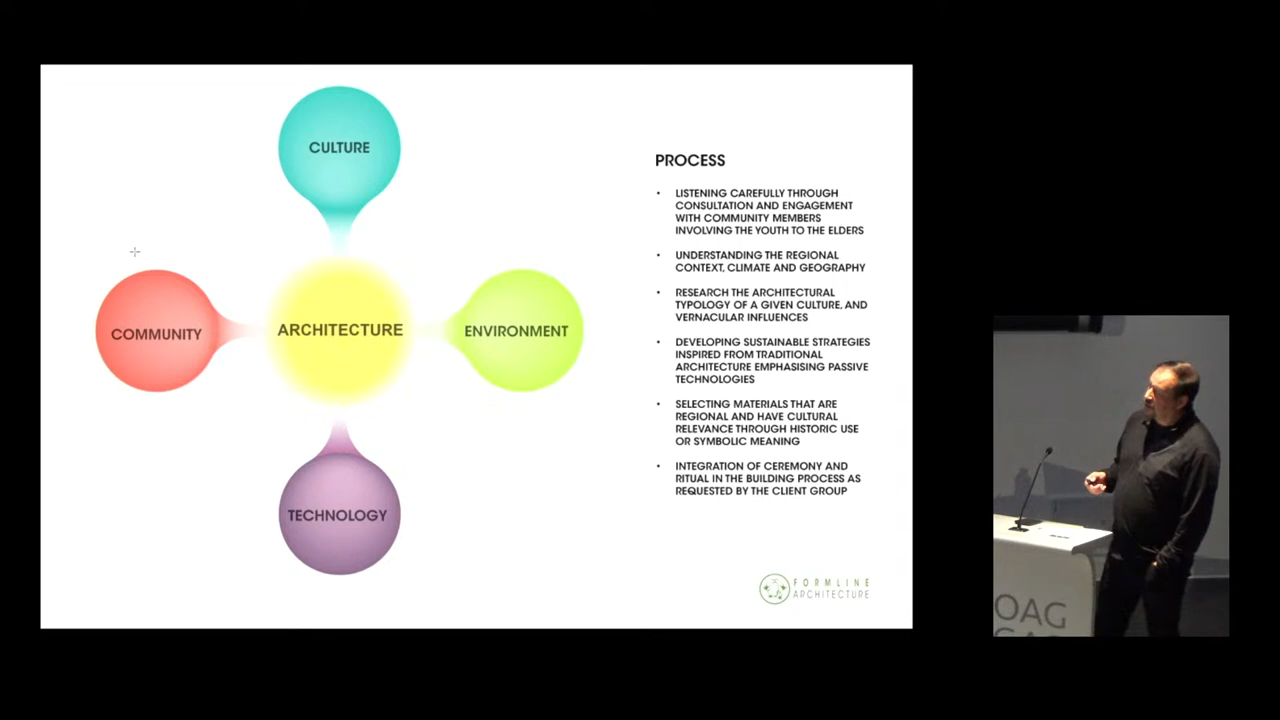 CULTURE
COMMUNITY
ARCHITECTURE
ENVIRONMENT
TECHNOLOGY
PROCESS
• LISTENING CAREFULLY THROUGH
CONSULTATION AND ENGAGEMENT
WITH COMMUNITY MEMBERS
INVOLVING THE YOUTH TO THE ELDERS
• UNDERSTANDING THE REGIONAL
CONTEXT, CLIMATE AND GEOGRAPHY
• RESEARCH THE ARCHITECTURAL
TYPOLOGY OF A GIVEN CULTURE, AND
VERNACULAR INFLUENCES
• DEVELOPING SUSTAINABLE STRATEGIES
INSPIRED FROM TRADITIONAL
ARCHITECTURE EMPHASISING PASSIVE
TECHNOLOGIES
• SELECTING MATERIALS THAT ARE
REGIONAL AND HAVE CULTURAL
RELEVANCE THROUGH HISTORIC USE
OR SYMBOLIC MEANING
• INTEGRATION OF CEREMONY AND
RITUAL IN THE BUILDING PROCESS AS
REQUESTED BY THE CLIENT GROUP
FORMLINE
ARCHITECTURE
OAG